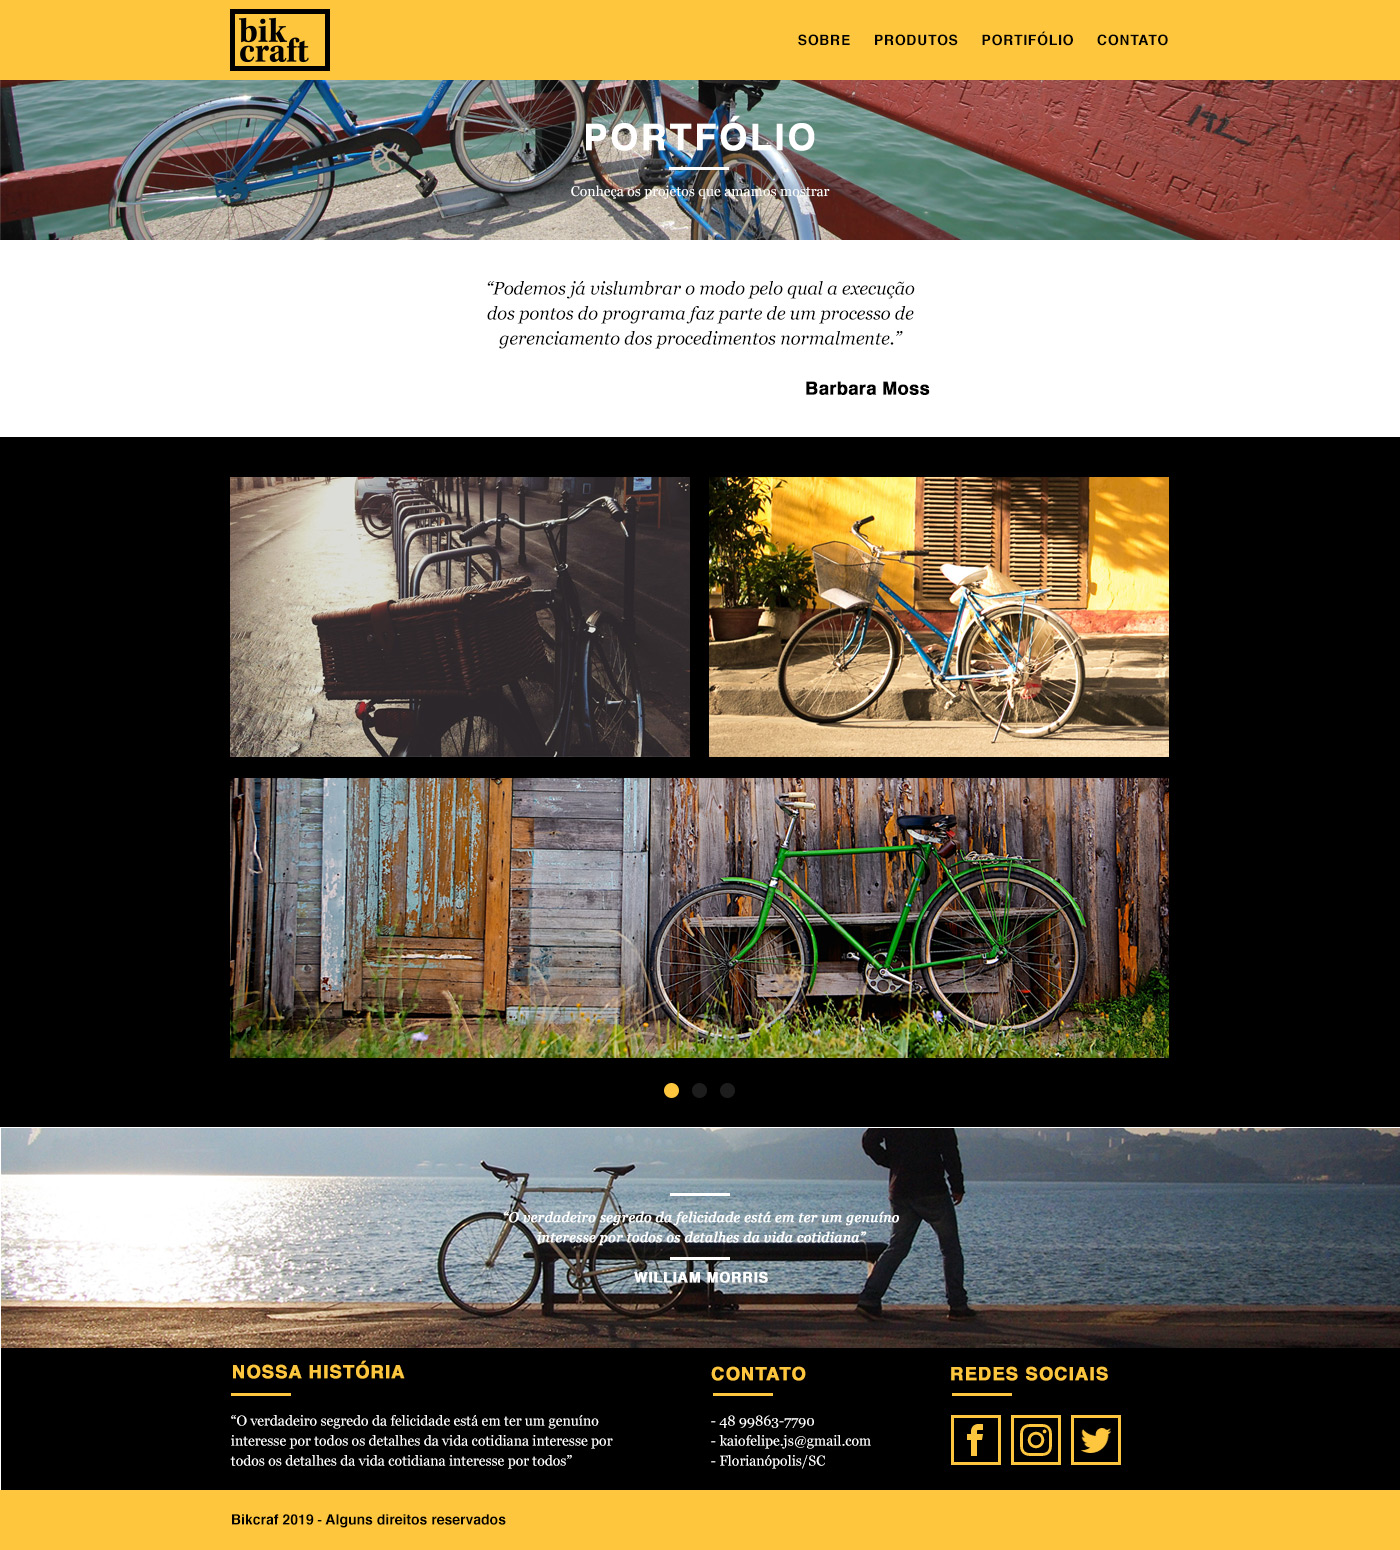 bik
craft
SOBRE PRODUTOS PORTIFÓLIO CONTATO
PORTFÓLIO
Conheça os projetos que amamos mostrar
“Podemos já vislumbrar o modo pelo qual a execução
dos pontos do programa faz parte de um processo de
gerenciamento dos procedimentos normalmente.”
Barbara Moss
“O verdadeiro segredo da felicidade está em ter um genuíno
interesse por todos os detalhes da vida cotidiana”
WILLIAM MORRIS
NOSSA HISTÓRIA
“O verdadeiro segredo da felicidade está em ter um genuíno
interesse por todos os detalhes da vida cotidiana interesse por
todos os detalhes da vida cotidiana interesse por todos”
CONTATO
- 48 99863-7790
- kaiofelipe.js@gmail.com
- Florianópolis/SC
REDES SOCIAIS
Bikcraf 2019 - Alguns direitos reservados